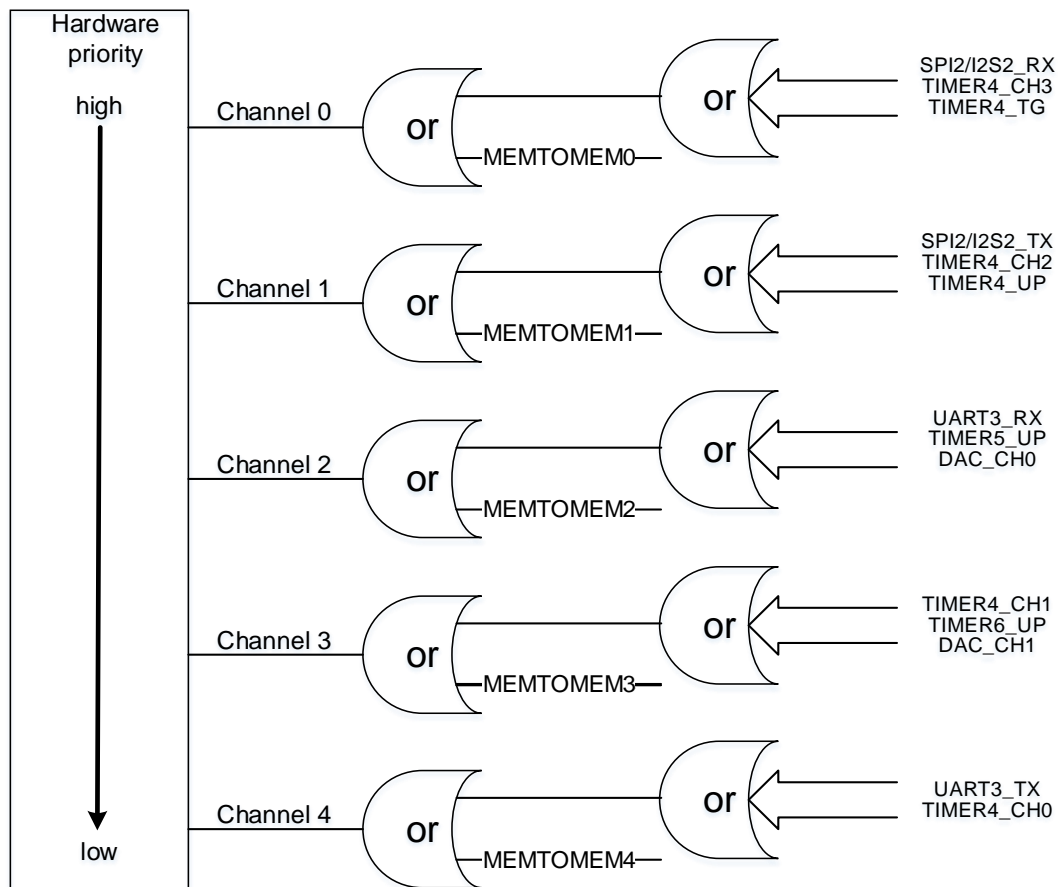 Hardware
priority
high
Channel 0
or
MEMTOMEM0
or
SPI2/I2S2_RX
TIMER4_CH3
TIMER4_TG
Channel 1
or
MEMTOMEM1
or
SPI2/I2S2_TX
TIMER4_CH2
TIMER4_UP
Channel 2
or
MEMTOMEM2
or
UART3_RX
TIMER5_UP
DAC_CH0
Channel 3
or
MEMTOMEM3
or
TIMER4_CH1
TIMER6_UP
DAC_CH1
Channel 4
or
MEMTOMEM4
or
UART3_TX
TIMER4_CH0
low